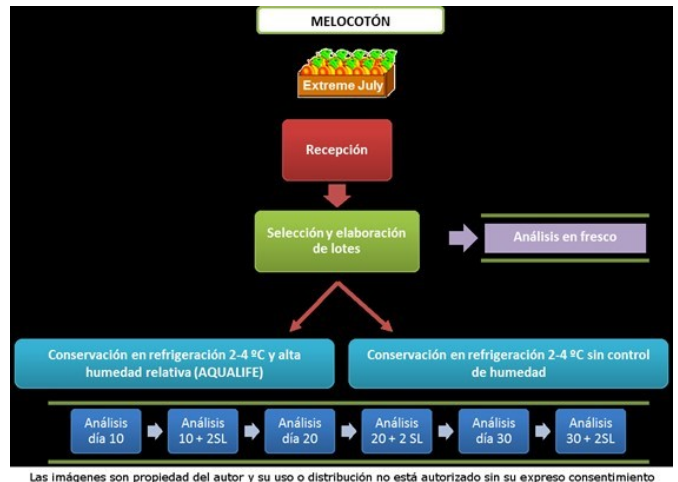 MELOCOTÓN
Extreme July
Recepción
Selección y elaboración
de lotes
Análisis en fresco
Conservación en refrigeración 2-4 ºC y alta
humedad relativa (AQUALIFE)
Conservación en refrigeración 2-4 ºC sin control
de humedad
Análisis
día 10
Análisis
10 + 2SL
Análisis
día 20
Análisis
20 + 2 SL
Análisis
día 30
Análisis
30 + 2SL
Las imágenes son propiedad del autor y su uso o distribución no está autorizado sin su expreso consentimiento